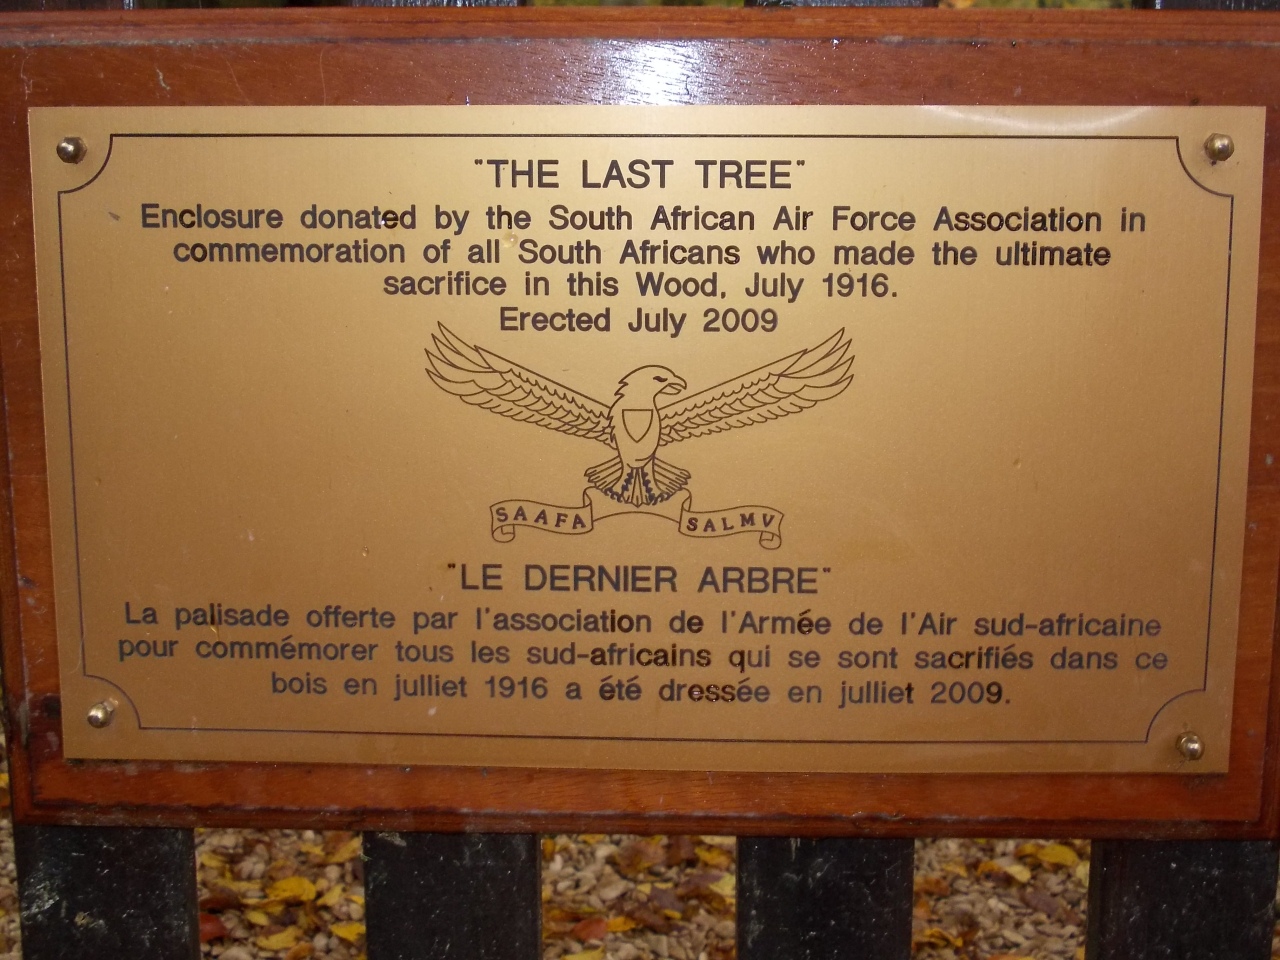 "THE LAST TREE"
Enclosure donated by the South African Air Force Association in
commemoration of all South Africans who made the ultimate
sacrifice in this Wood, July 1916.
Erected July 2009
SAAFA SALMV
"LE DERNIER ARBRE"
La palisade offerte par l'association de l'Armée de l'Air sud-africaine
pour commémorer tous les sud-africains qui se sont sacrifiés dans ce
bois en julliet 1916 a été dressée en julliet 2009.